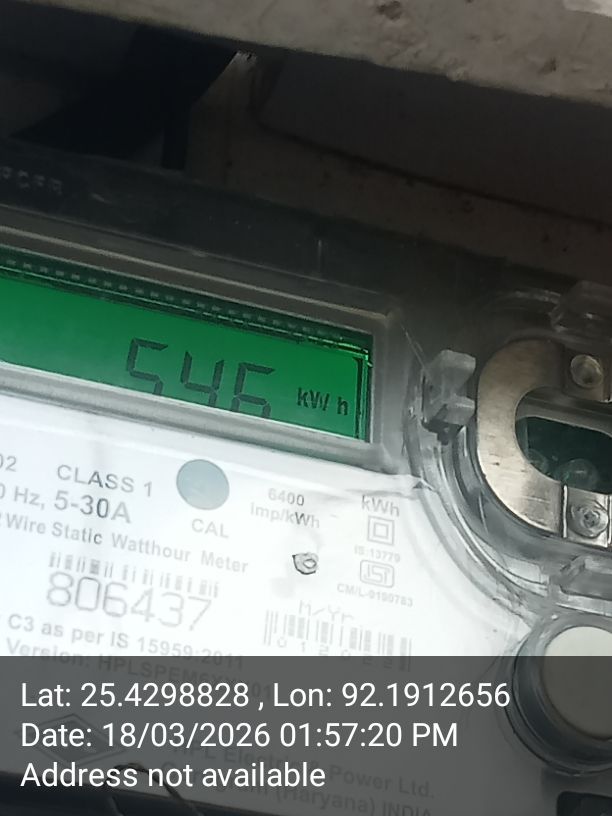 546 kWh
02 CLASS 1
0 Hz, 5-30A
CAL
6400
imp/kWh
kWh
Wire Static Watthour Meter
IS:13779
CM/L-0190783
806437
M/Yr.
C3 as per IS 15959:2011
Version:
Lat: 25.4298828 , Lon: 92.1912656
Date: 18/03/2026 01:57:20 PM
Address not available
Power Ltd.
(Haryana) INDIA